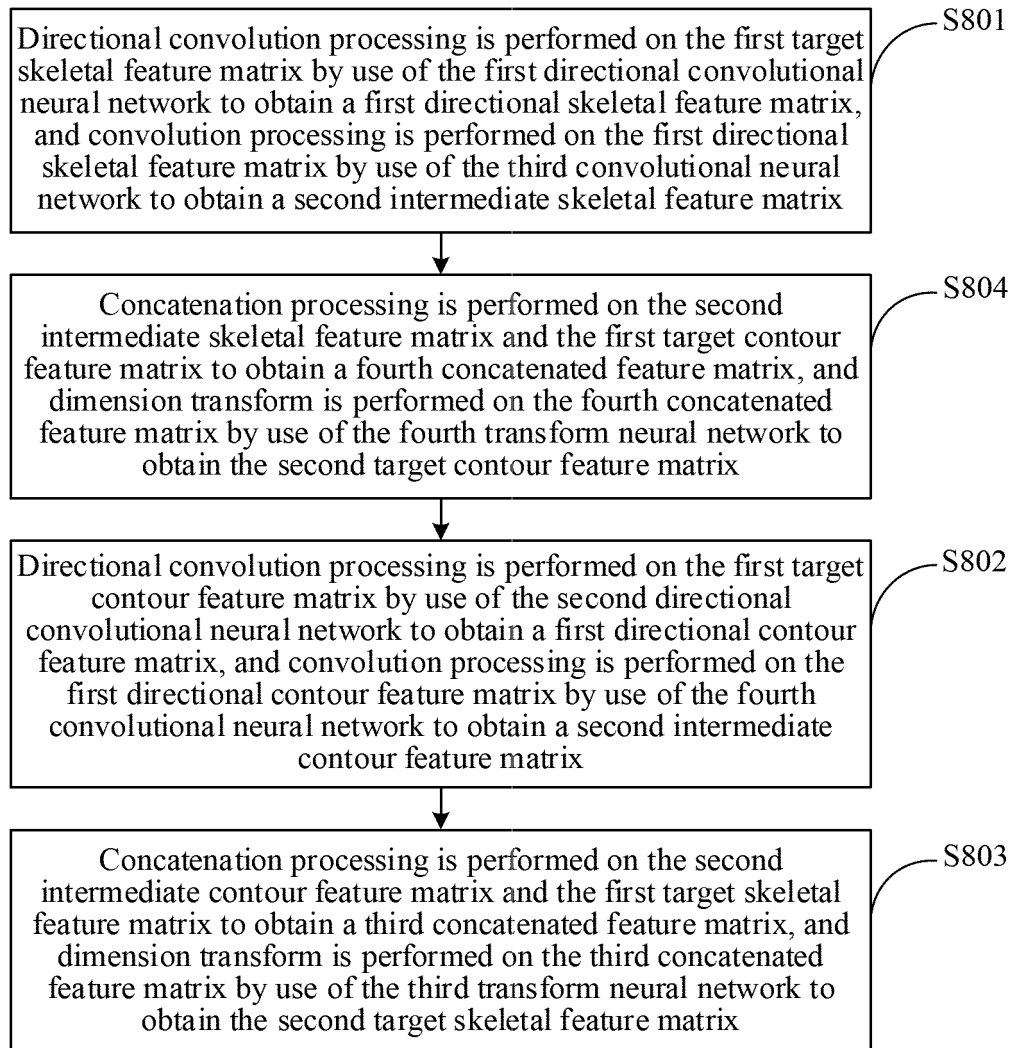 S801
Directional convolution processing is performed on the first target
skeletal feature matrix by use of the first directional convolutional
neural network to obtain a first directional skeletal feature matrix,
and convolution processing is performed on the first directional
skeletal feature matrix by use of the third convolutional neural
network to obtain a second intermediate skeletal feature matrix
S804
Concatenation processing is performed on the second
intermediate skeletal feature matrix and the first target contour
feature matrix to obtain a fourth concatenated feature matrix, and
dimension transform is performed on the fourth concatenated
feature matrix by use of the fourth transform neural network to
obtain the second target contour feature matrix
S802
Directional convolution processing is performed on the first target
contour feature matrix by use of the second directional
convolutional neural network to obtain a first directional contour
feature matrix, and convolution processing is performed on the
first directional contour feature matrix by use of the fourth
convolutional neural network to obtain a second intermediate
contour feature matrix
S803
Concatenation processing is performed on the second
intermediate contour feature matrix and the first target skeletal
feature matrix to obtain a third concatenated feature matrix, and
dimension transform is performed on the third concatenated
feature matrix by use of the third transform neural network to
obtain the second target skeletal feature matrix